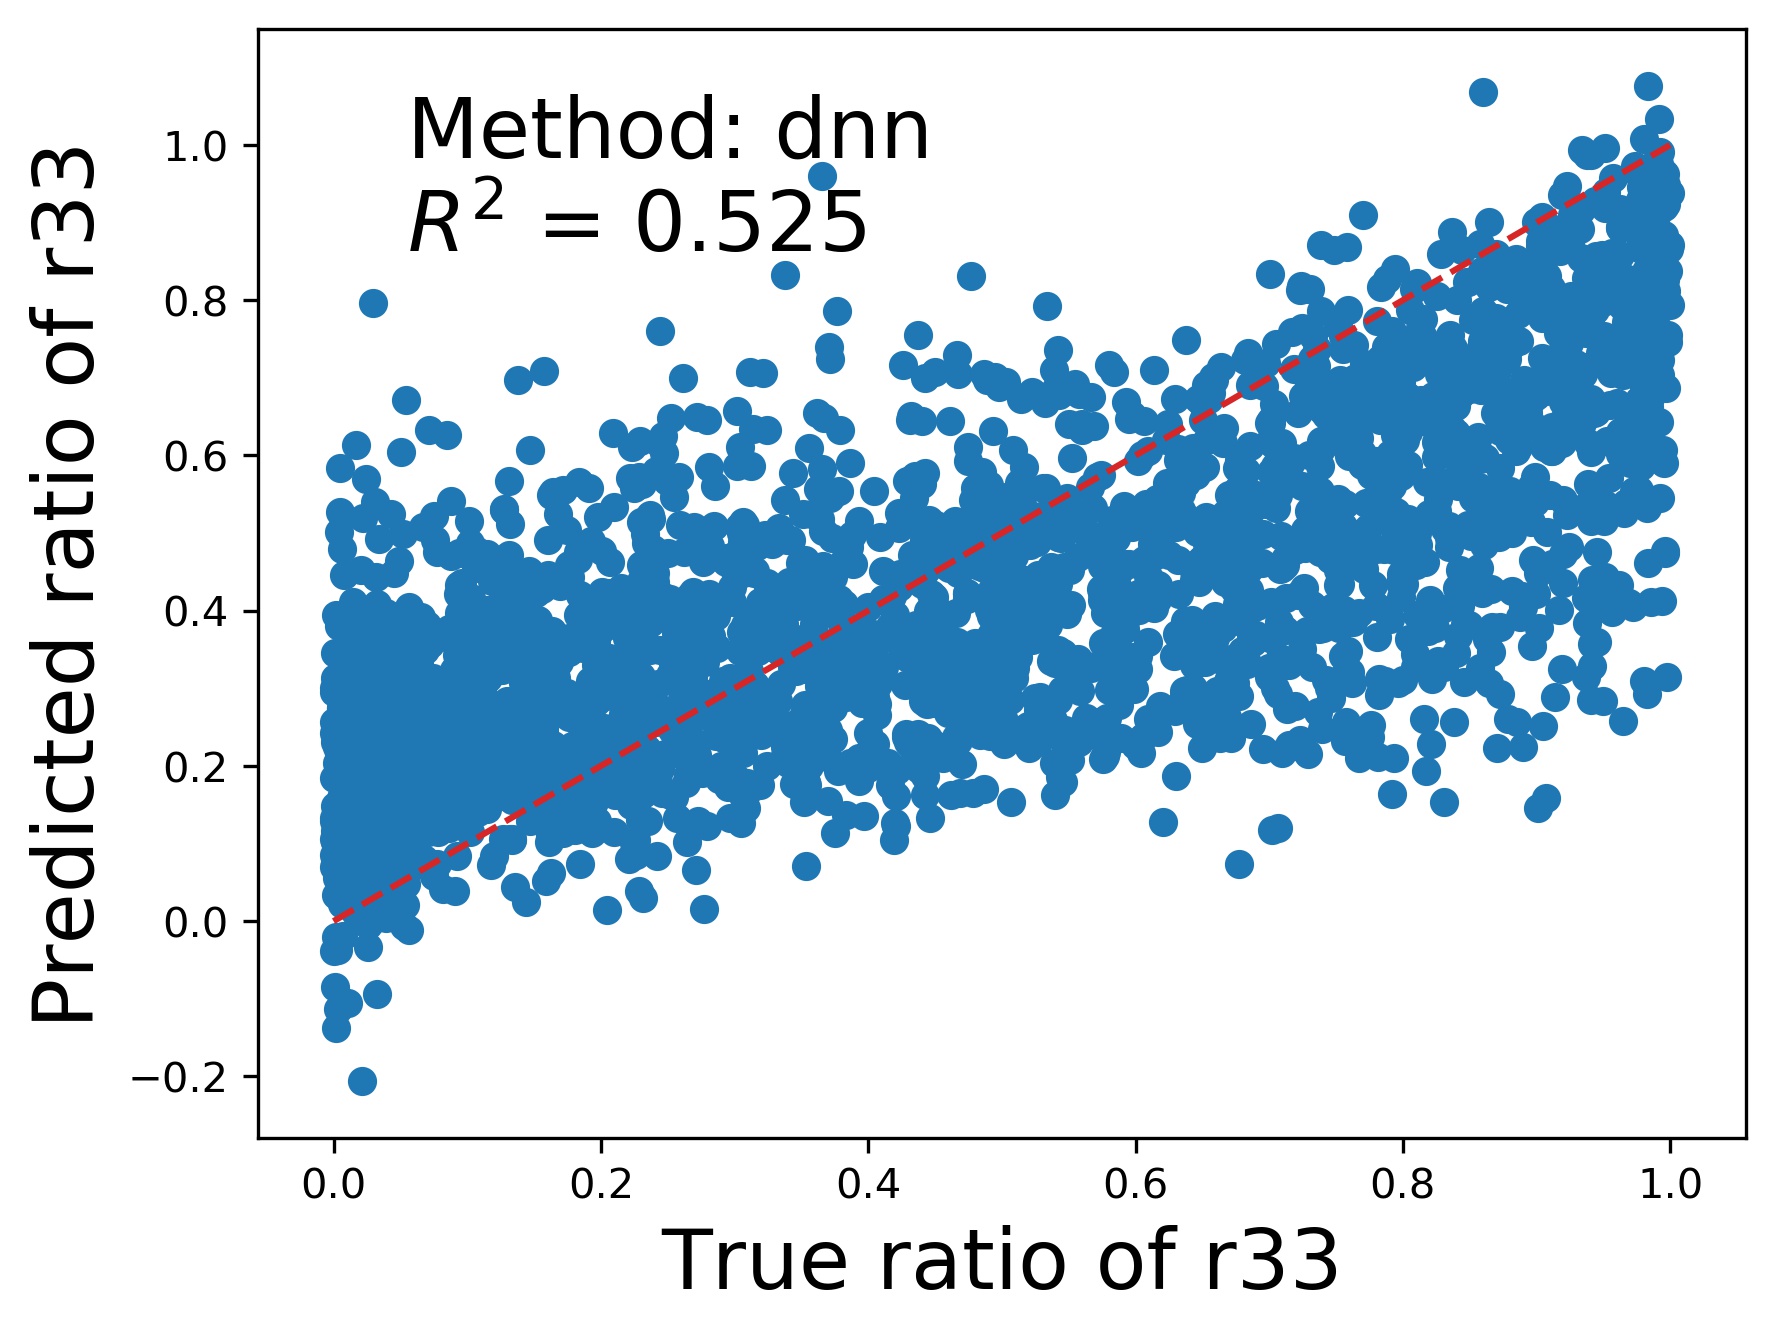 Method: dnn
R² = 0.525
Predicted ratio of r33
1.0
0.8
0.6
0.4
0.2
0.0
−0.2
0.0 0.2 0.4 0.6 0.8 1.0
True ratio of r33